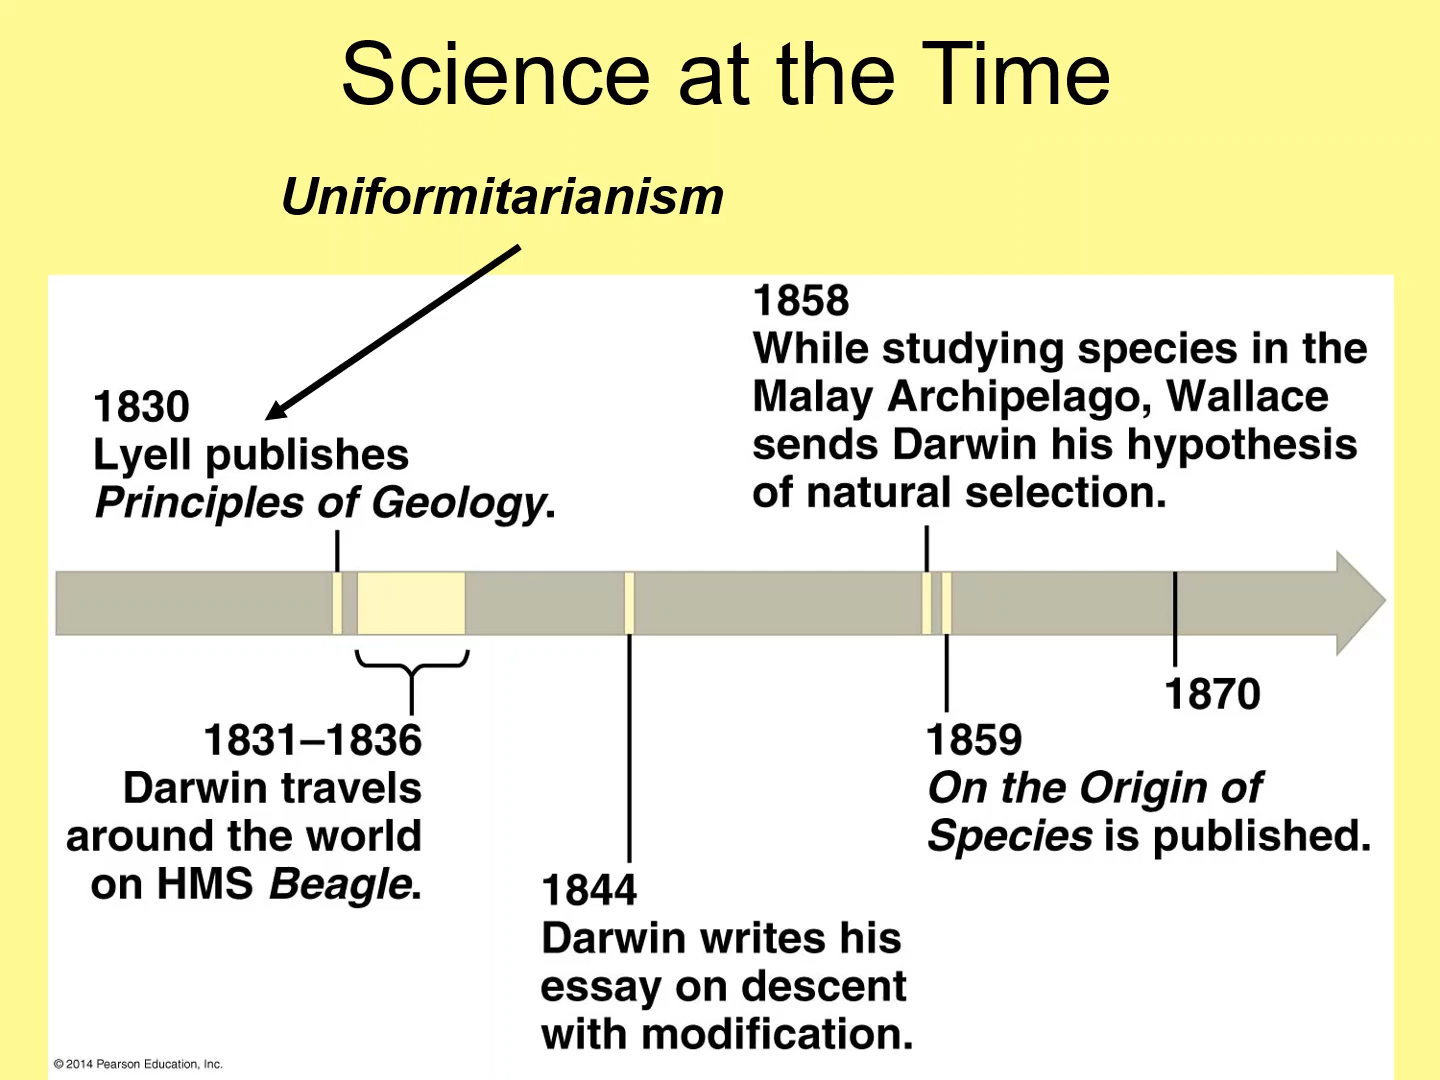 Science at the Time
Uniformitarianism
1830
Lyell publishes
Principles of Geology.
1858
While studying species in the
Malay Archipelago, Wallace
sends Darwin his hypothesis
of natural selection.
1831–1836
Darwin travels
around the world
on HMS Beagle.
1844
Darwin writes his
essay on descent
with modification.
1859
On the Origin of
Species is published.
1870
© 2014 Pearson Education, Inc.